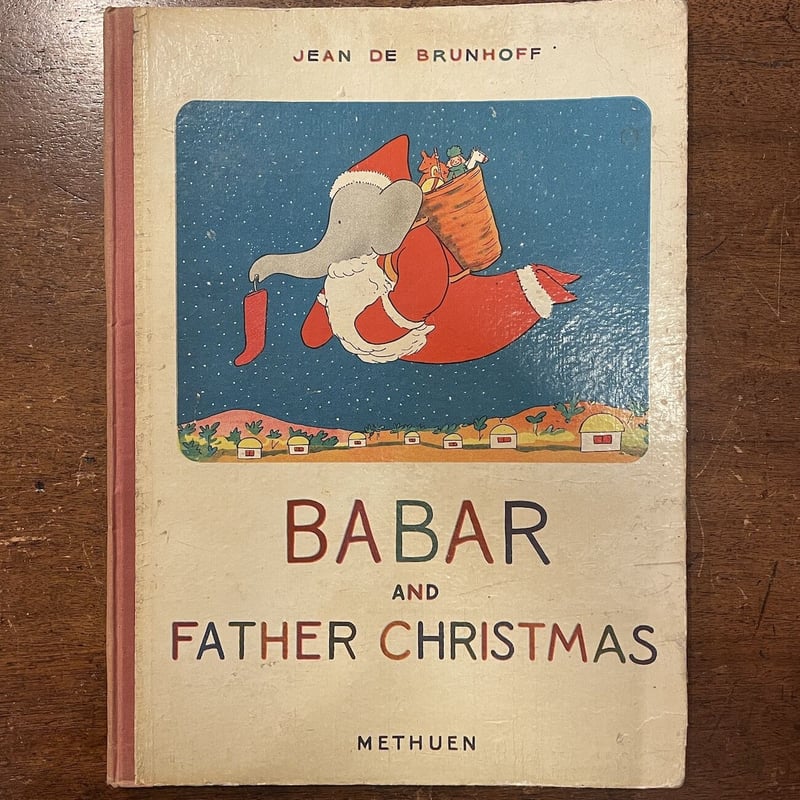 JEAN DE BRUNHOFF
BABAR
AND
FATHER CHRISTMAS
METHUEN